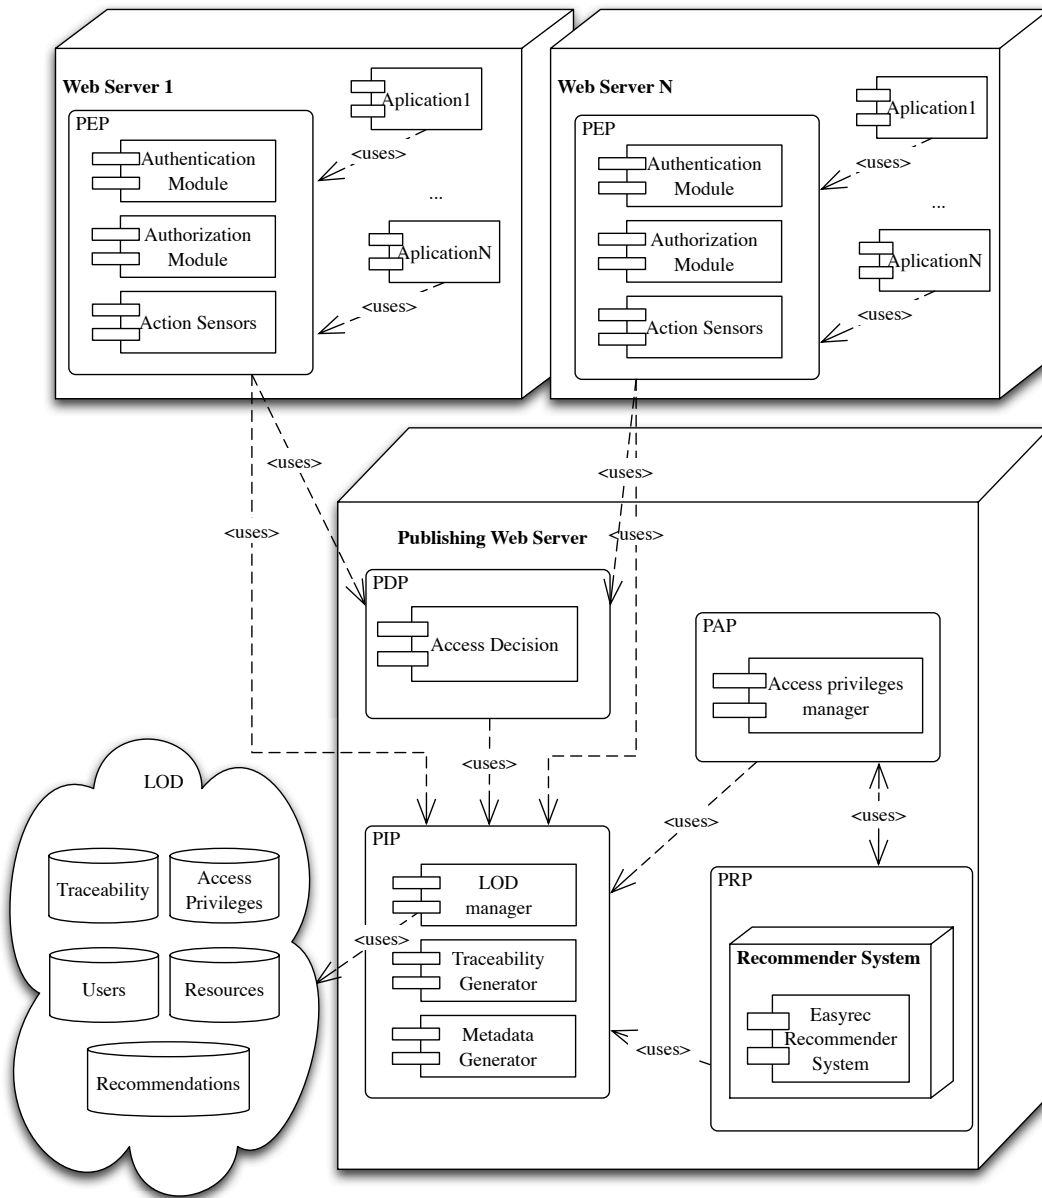 Web Server 1
PEP
Authentication
Module
Authorization
Module
Action Sensors
Aplication1
<uses>
...
AplicationN
<uses>
Web Server N
PEP
Authentication
Module
Authorization
Module
Action Sensors
Aplication1
<uses>
...
AplicationN
<uses>
<uses>
<uses>
<uses>
<uses>
Publishing Web Server
PDP
Access Decision
PAP
Access privileges
manager
<uses>
<uses>
<uses>
LOD
Traceability
Access
Privileges
Users
Resources
Recommendations
<uses>
PIP
LOD
manager
Traceability
Generator
Metadata
Generator
<uses>
PRP
Recommender System
Easyrec
Recommender
System